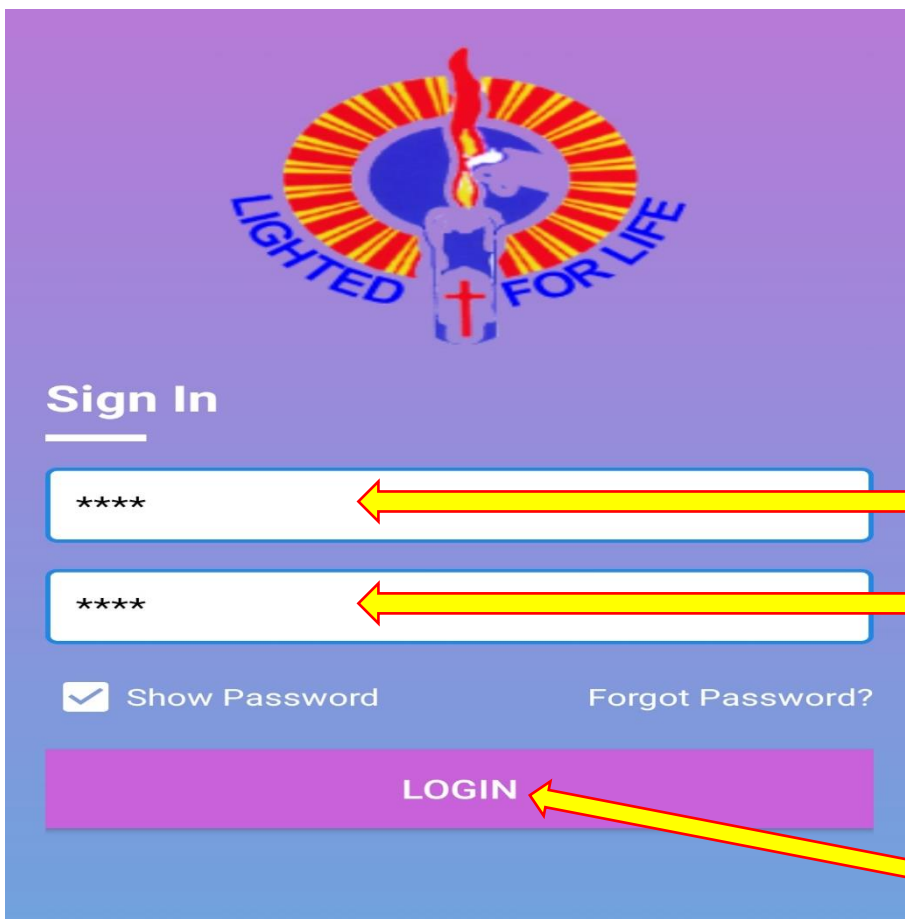 LIGHTED FOR LIFE
Sign In
****
****
Show Password Forgot Password?
LOGIN